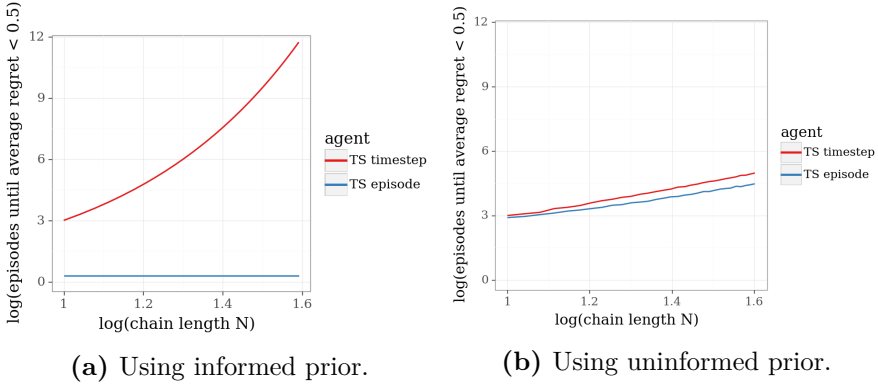 log(episodes until average regret < 0.5)
12
9
6
3
0
1
1.2
1.4
1.6
log(chain length N)
agent
TS timestep
TS episode
(a) Using informed prior.
log(episodes until average regret < 0.5)
12
9
6
3
0
1
1.2
1.4
1.6
log(chain length N)
agent
TS timestep
TS episode
(b) Using uninformed prior.